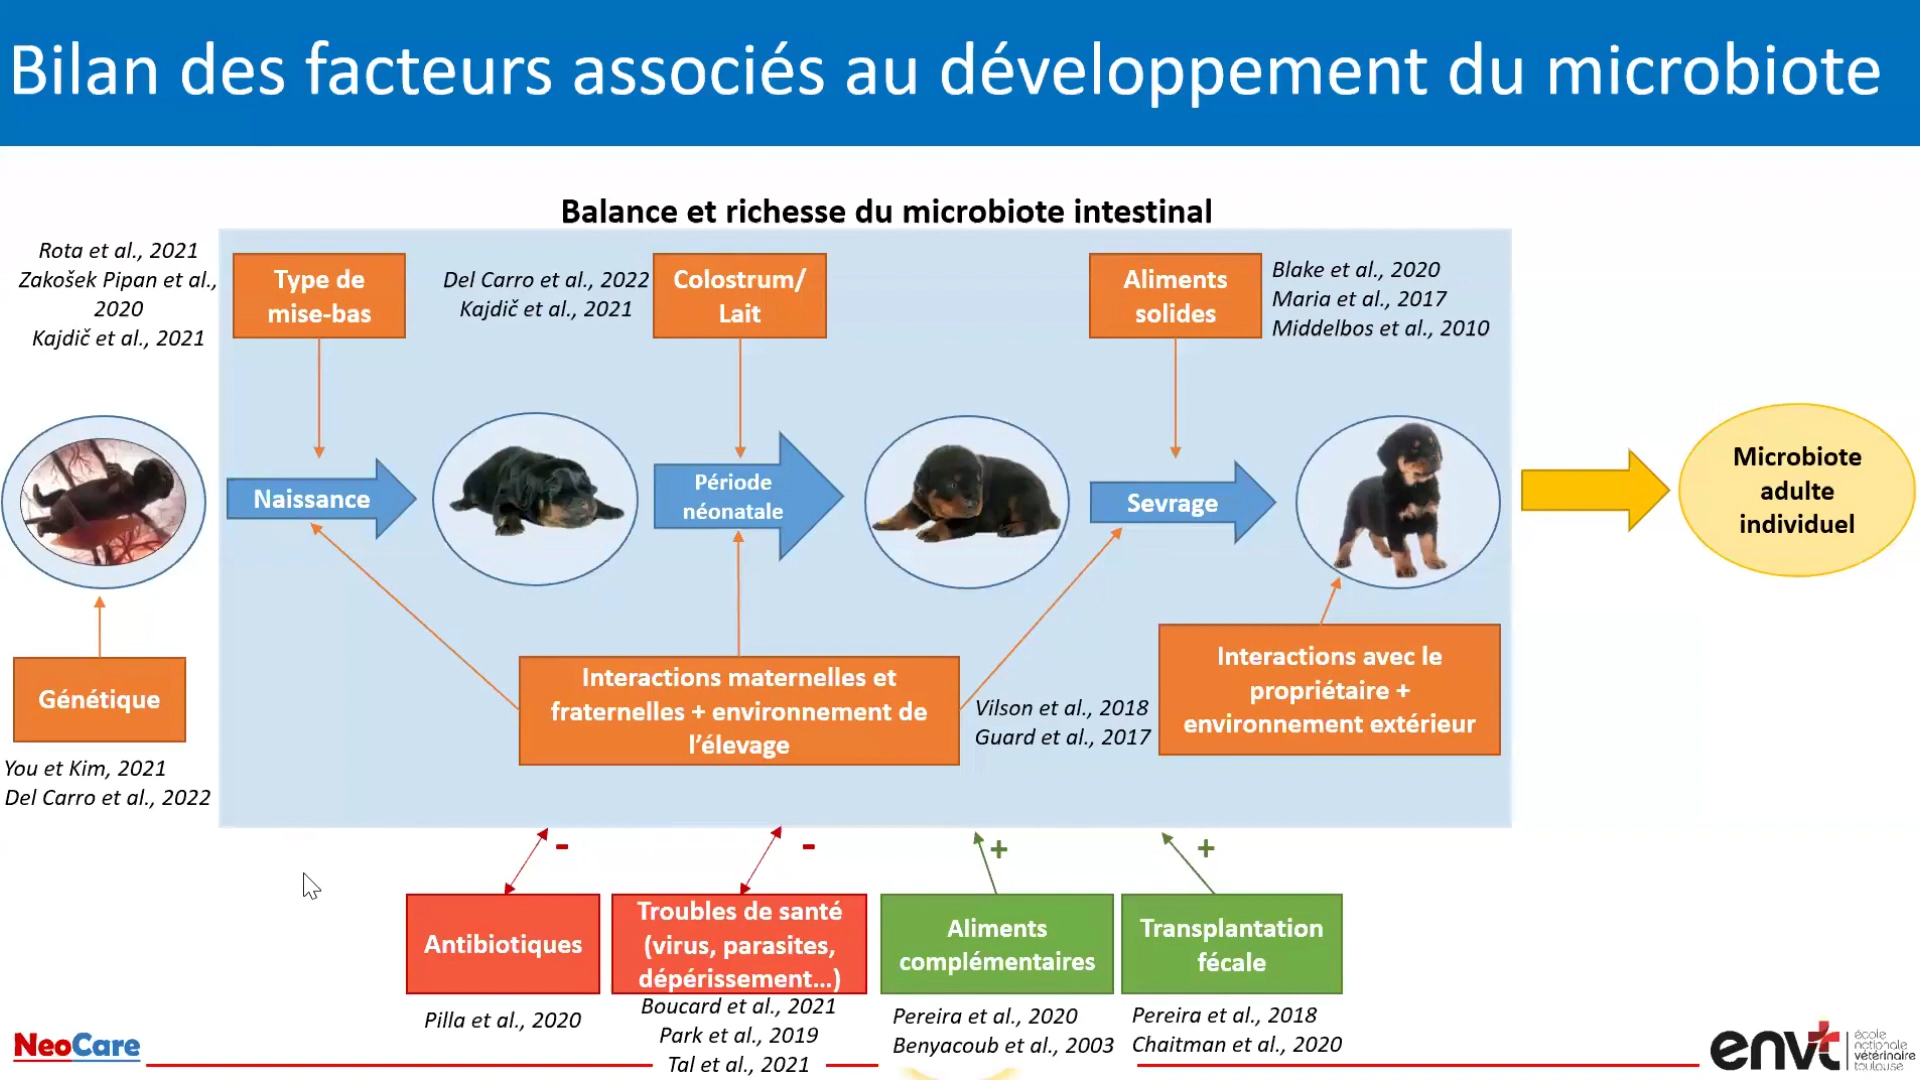 Bilan des facteurs associés au développement du microbiote
Balance et richesse du microbiote intestinal
Rota et al., 2021
Zakošek Pipan et al.,
2020
Kajdič et al., 2021
Type de
mise-bas
Del Carro et al., 2022
Kajdič et al., 2021
Colostrum/
Lait
Aliments
solides
Blake et al., 2020
Maria et al., 2017
Middelbos et al., 2010
Naissance
Période
néonatale
Sevrage
Microbiote
adulte
individuel
Génétique
You et Kim, 2021
Del Carro et al., 2022
Interactions maternelles et
fraternelles + environnement de
l'élevage
Vilson et al., 2018
Guard et al., 2017
Interactions avec le
propriétaire +
environnement extérieur
-
-
+
+
Antibiotiques
Pilla et al., 2020
Troubles de santé
(virus, parasites,
dépérissement...)
Boucard et al., 2021
Park et al., 2019
Tal et al., 2021
Aliments
complémentaires
Pereira et al., 2020
Benyacoub et al., 2003
Transplantation
fécale
Pereira et al., 2018
Chaitman et al., 2020
NeoCare
envt
école
nationale
vétérinaire
toulouse